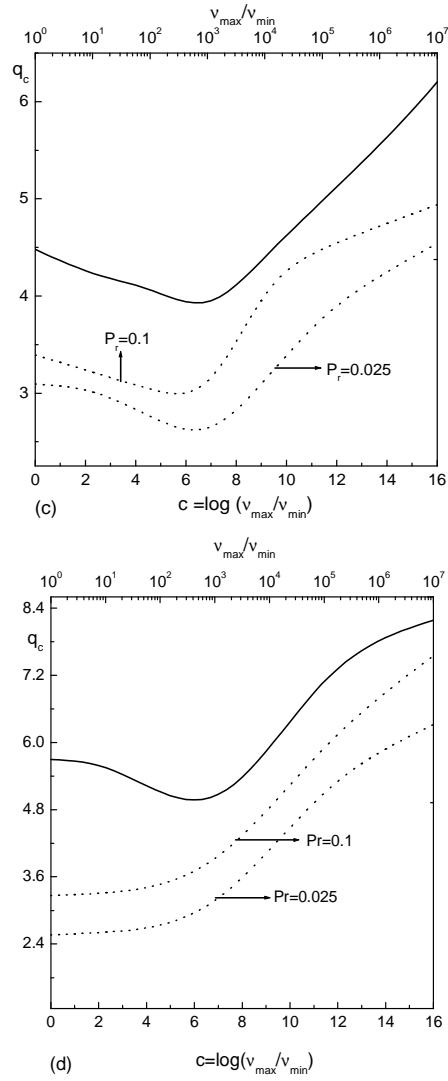 ν_max/ν_min
10^0 10^1 10^2 10^3 10^4 10^5 10^6 10^7
q_c
6
5
4
P_r=0.1
P_r=0.025
3
0 2 4 6 8 10 12 14 16
(c) c =log (ν_max/ν_min)
ν_max/ν_min
10^0 10^1 10^2 10^3 10^4 10^5 10^6 10^7
8.4
q_c
7.2
6.0
4.8
Pr=0.1
3.6
Pr=0.025
2.4
0 2 4 6 8 10 12 14 16
(d) c=log(ν_max/ν_min)